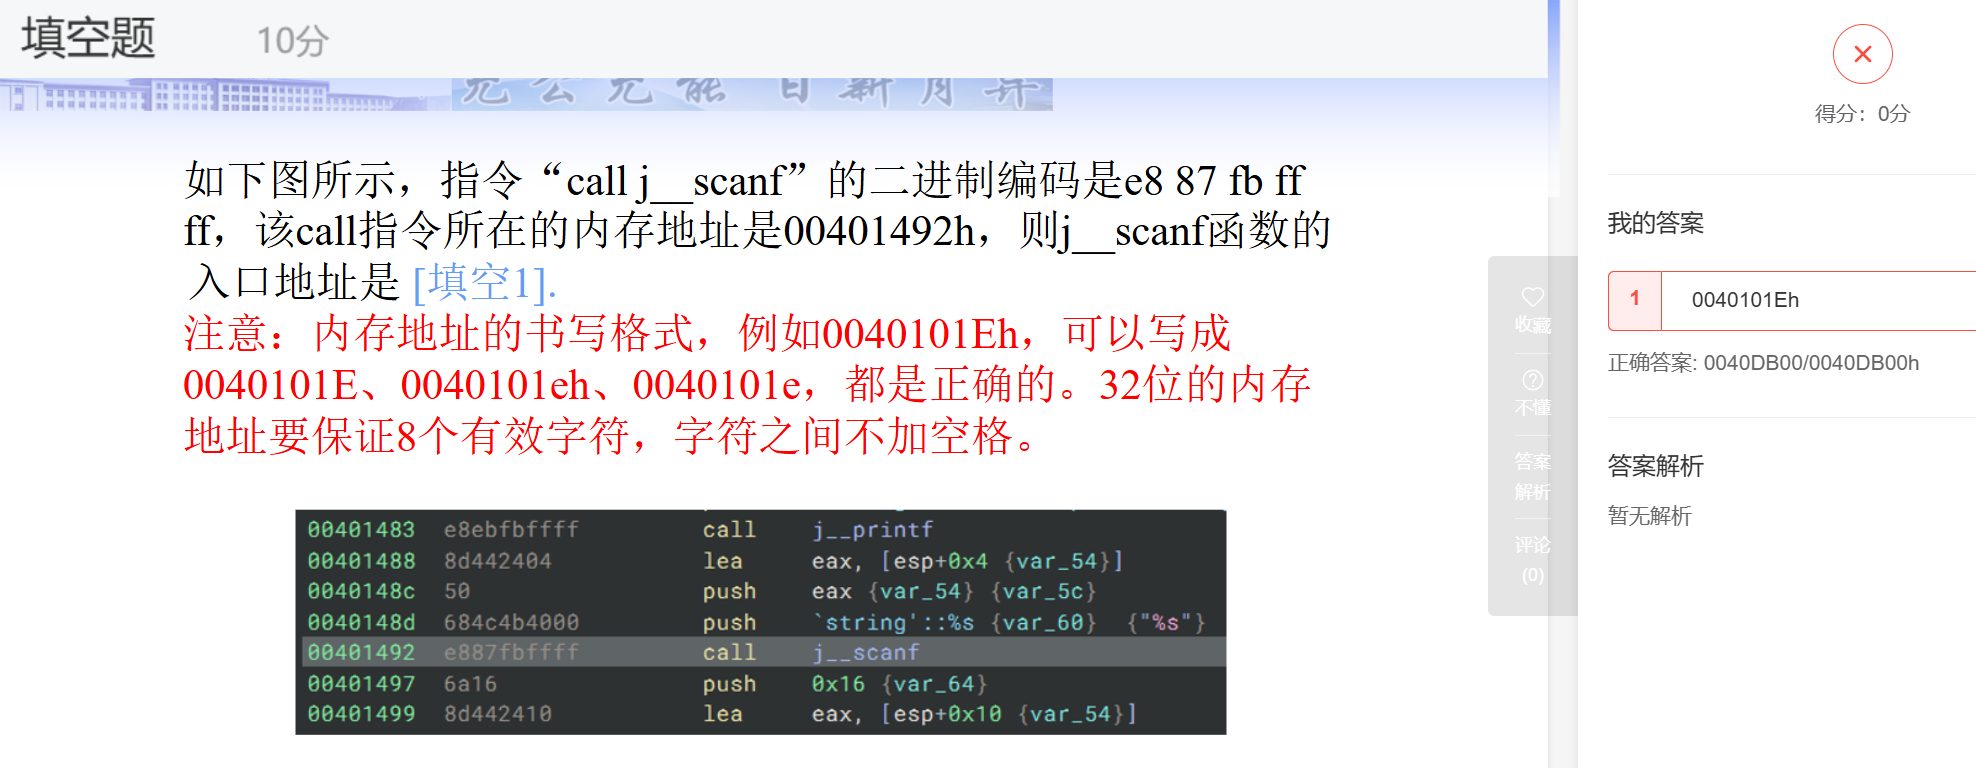 填空题 10分
允公允能 日新月异
如下图所示，指令“call j__scanf”的二进制编码是e8 87 fb ff
ff，该call指令所在的内存地址是00401492h，则j__scanf函数的
入口地址是 [填空1].
注意：内存地址的书写格式，例如0040101Eh，可以写成
0040101E、0040101eh、0040101e，都是正确的。32位的内存
地址要保证8个有效字符，字符之间不加空格。
00401483 e8ebfbffff call j__printf
00401488 8d442404 lea eax, [esp+0x4 {var_54}]
0040148c 50 push eax {var_54} {var_5c}
0040148d 684c4b4000 push `string'::%s {var_60} {"%s"}
00401492 e887fbffff call j__scanf
00401497 6a16 push 0x16 {var_64}
00401499 8d442410 lea eax, [esp+0x10 {var_54}]
收藏
不懂
答案
解析
评论
(0)
得分：0分
我的答案
1 0040101Eh
正确答案: 0040DB00/0040DB00h
答案解析
暂无解析